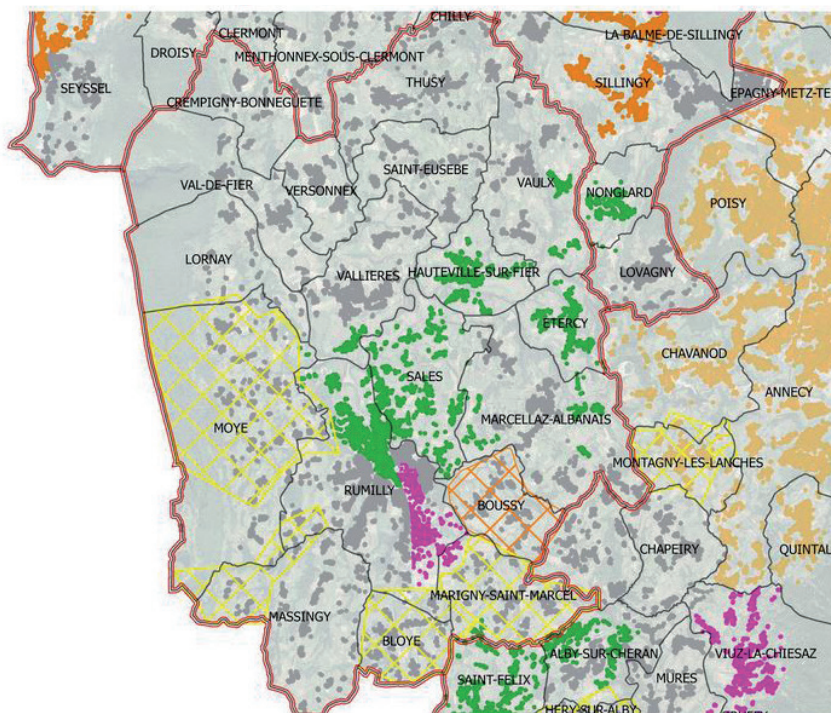 CHILLY
CLERMONT
LA BALME-DE-SILLINGY
DROISY
MENTHONNEX-SOUS-CLERMONT
THUSY
SILLINGY
SEYSSEL
EPAGNY-METZ-TE
CREMPIGNY-BONNEGUETE
SAINT-EUSEBE
VAL-DE-FIER
VERSONNEX
VAULX
NONGLARD
POISY
LORNAY
VALLIERES
HAUTEVILLE-SUR-FIER
LOVAGNY
ETERCY
CHAVANOD
SALES
ANNECY
MARCELLAZ-ALBANAIS
MOYE
MONTAGNY-LES-LANCHES
RUMILLY
BOUSSY
CHAPEIRY
QUINTAL
MARIGNY-SAINT-MARCEL
MASSINGY
BLOYE
ALBY-SUR-CHERAN
VIUZ-LA-CHIESAZ
SAINT-FELIX
MURES
HERY-SUR-ALBY